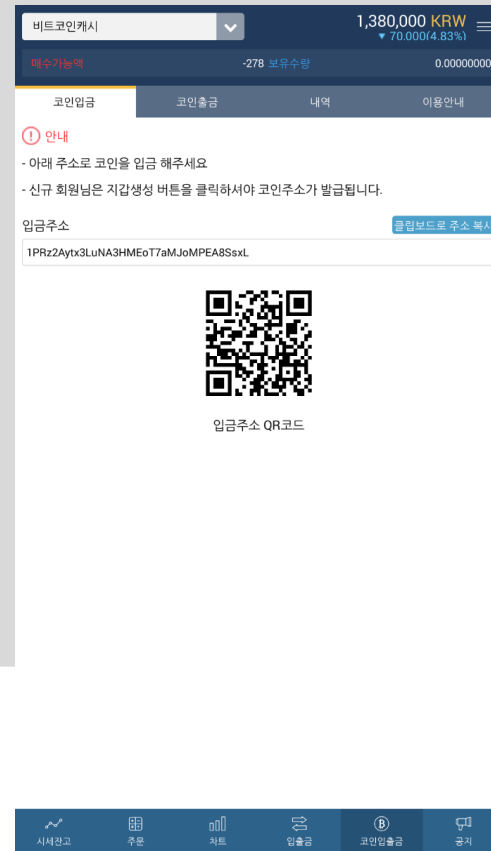 비트코인캐시
1,380,000 KRW
▼ 70.000(4.83%)
매수가능액 -278 보유수량 0.00000000
코인입금 코인출금 내역 이용안내
! 안내
- 아래 주소로 코인을 입금 해주세요
- 신규 회원님은 지갑생성 버튼을 클릭하셔야 코인주소가 발급됩니다.
입금주소 클립보드로 주소 복사
1PRz2Aytx3LuNA3HMEoT7aMJoMPEA8SsxL
입금주소 QR코드
시세잔고 주문 차트 입출금 코인입출금 공지